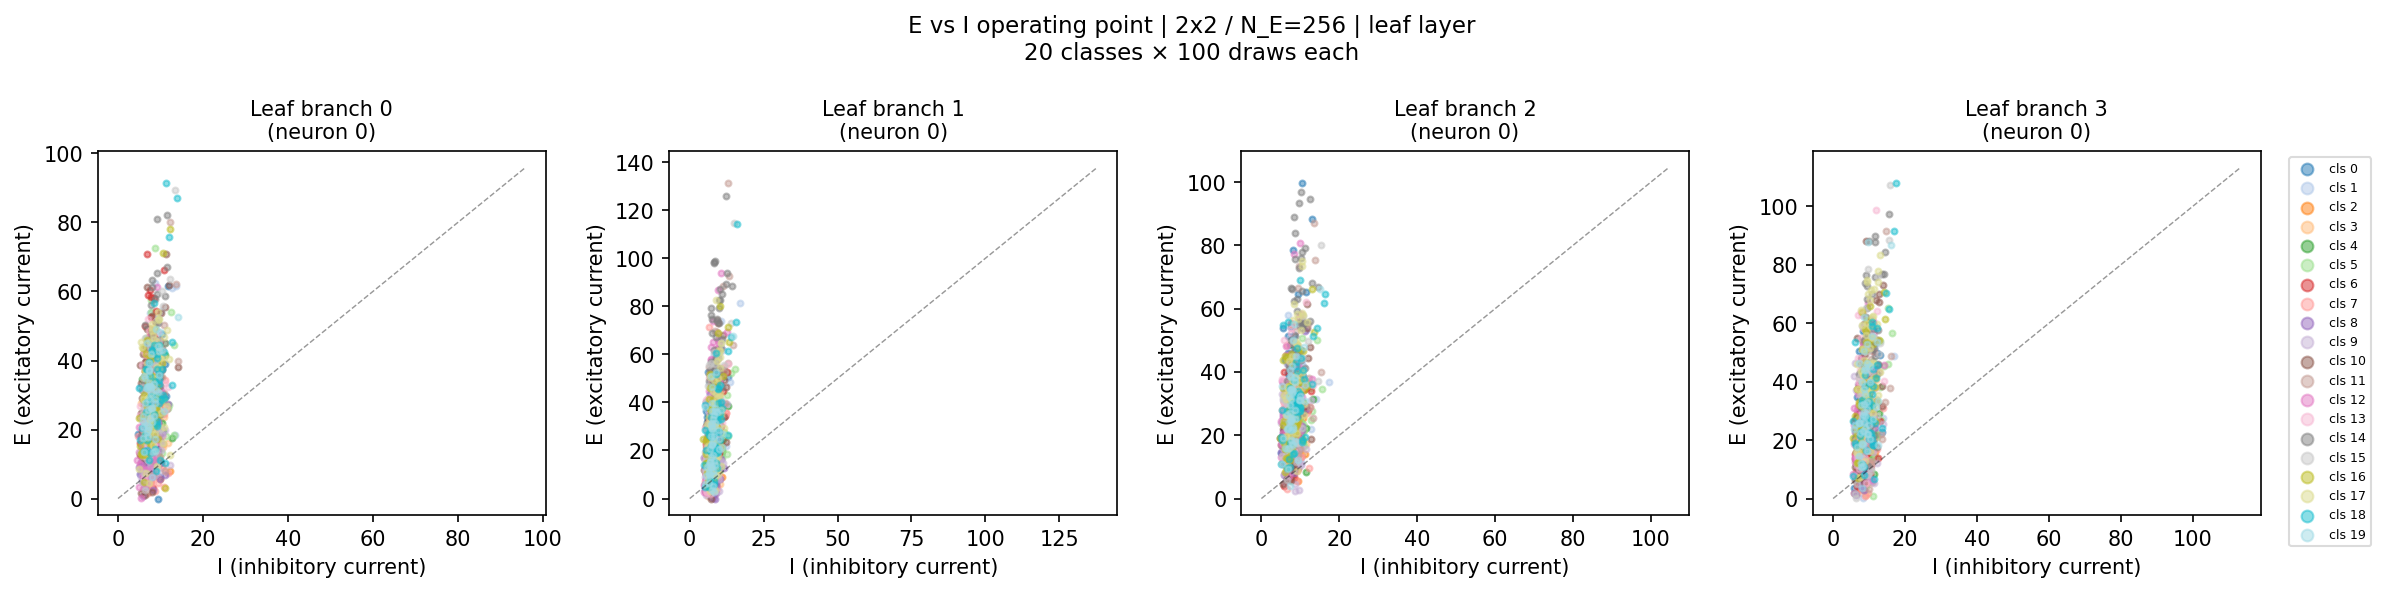 E vs I operating point | 2x2 / N_E=256 | leaf layer
20 classes × 100 draws each
Leaf branch 0
(neuron 0)
E (excitatory current)
100
80
60
40
20
0
0 20 40 60 80 100
I (inhibitory current)
Leaf branch 1
(neuron 0)
E (excitatory current)
140
120
100
80
60
40
20
0
0 25 50 75 100 125
I (inhibitory current)
Leaf branch 2
(neuron 0)
E (excitatory current)
100
80
60
40
20
0
0 20 40 60 80 100
I (inhibitory current)
Leaf branch 3
(neuron 0)
E (excitatory current)
100
80
60
40
20
0
0 20 40 60 80 100
I (inhibitory current)
cls 0
cls 1
cls 2
cls 3
cls 4
cls 5
cls 6
cls 7
cls 8
cls 9
cls 10
cls 11
cls 12
cls 13
cls 14
cls 15
cls 16
cls 17
cls 18
cls 19